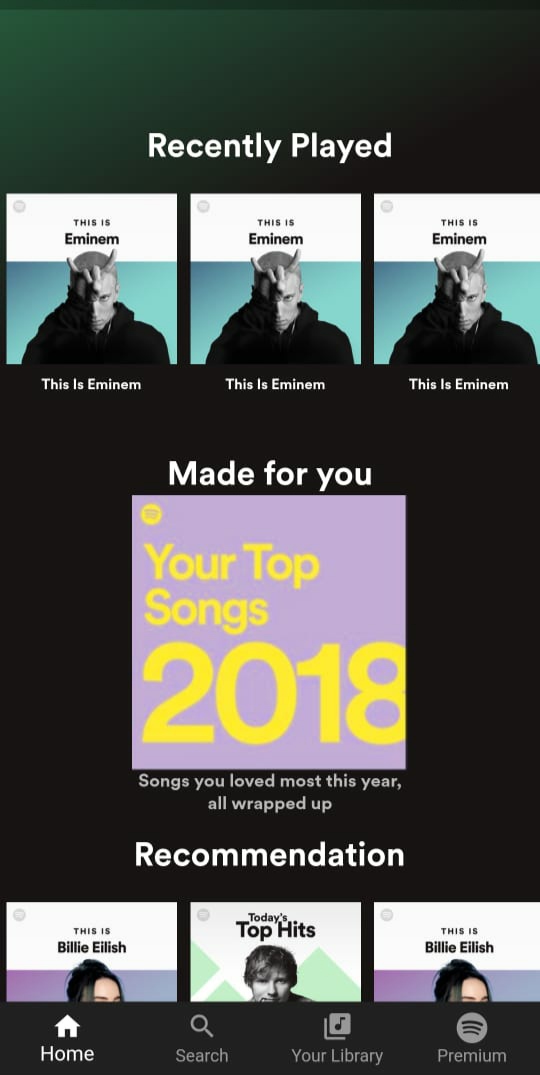 Recently Played
THIS IS
Eminem
THIS IS
Eminem
THIS IS
Eminem
This Is Eminem
This Is Eminem
This Is Eminem
Made for you
Your Top
Songs
2018
Songs you loved most this year,
all wrapped up
Recommendation
THIS IS
Billie Eilish
Today's
Top Hits
THIS IS
Billie Eilish
Home
Search
Your Library
Premium